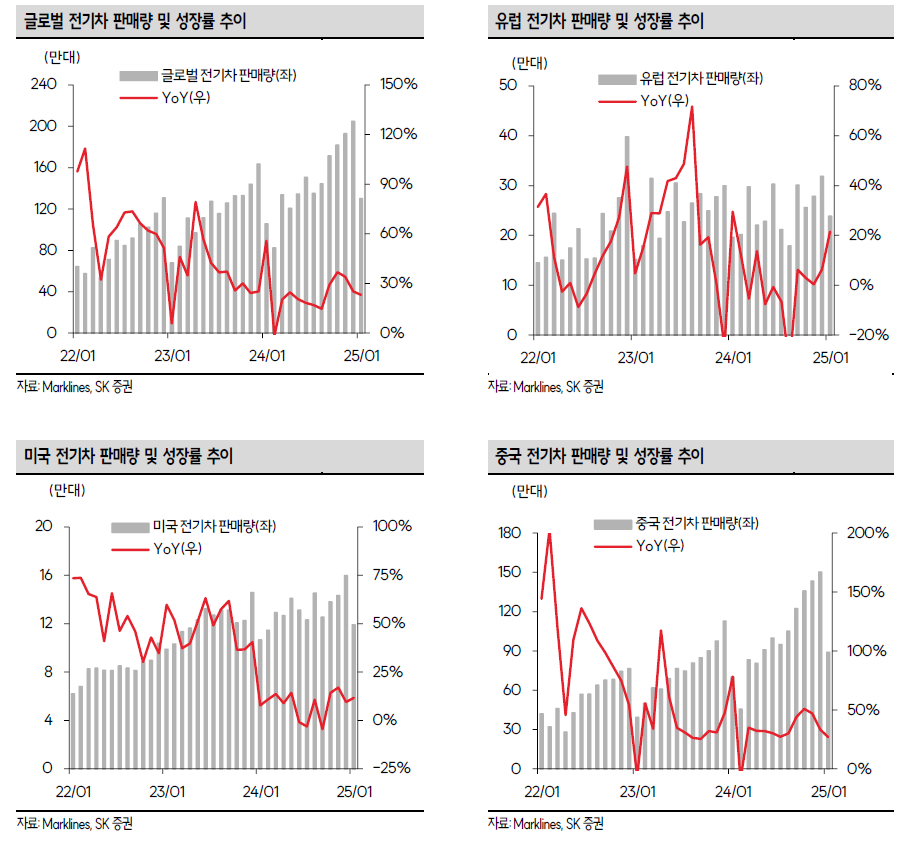 글로벌 전기차 판매량 및 성장률 추이
(만대)
글로벌 전기차 판매량(좌)
YoY(우)
240
200
160
120
80
40
0
150%
120%
90%
60%
30%
0%
22/01 23/01 24/01 25/01
자료: Marklines, SK 증권
유럽 전기차 판매량 및 성장률 추이
(만대)
유럽 전기차 판매량(좌)
YoY(우)
50
40
30
20
10
0
80%
60%
40%
20%
0%
-20%
22/01 23/01 24/01 25/01
자료: Marklines, SK 증권
미국 전기차 판매량 및 성장률 추이
(만대)
미국 전기차 판매량(좌)
YoY(우)
20
16
12
8
4
0
100%
75%
50%
25%
0%
-25%
22/01 23/01 24/01 25/01
자료: Marklines, SK 증권
중국 전기차 판매량 및 성장률 추이
(만대)
중국 전기차 판매량(좌)
YoY(우)
180
150
120
90
60
30
0
200%
150%
100%
50%
0%
22/01 23/01 24/01 25/01
자료: Marklines, SK 증권